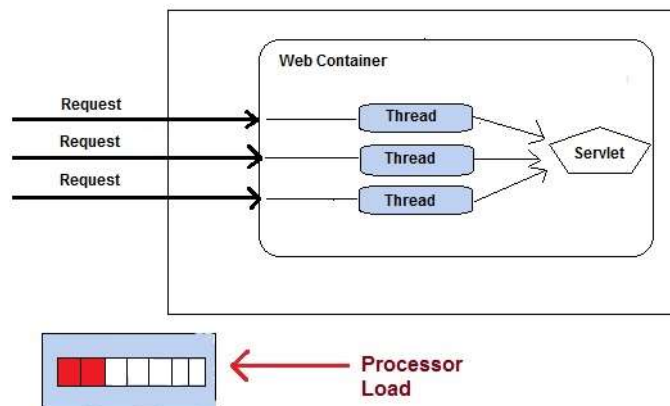 Web Container
Request
Thread
Request
Thread
Servlet
Request
Thread
Processor
Load